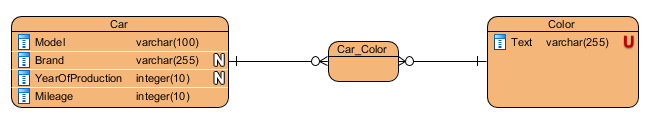 Car
Model varchar(100)
Brand varchar(255) N
YearOfProduction integer(10) N
Mileage integer(10)
Car_Color
Color
Text varchar(255) U